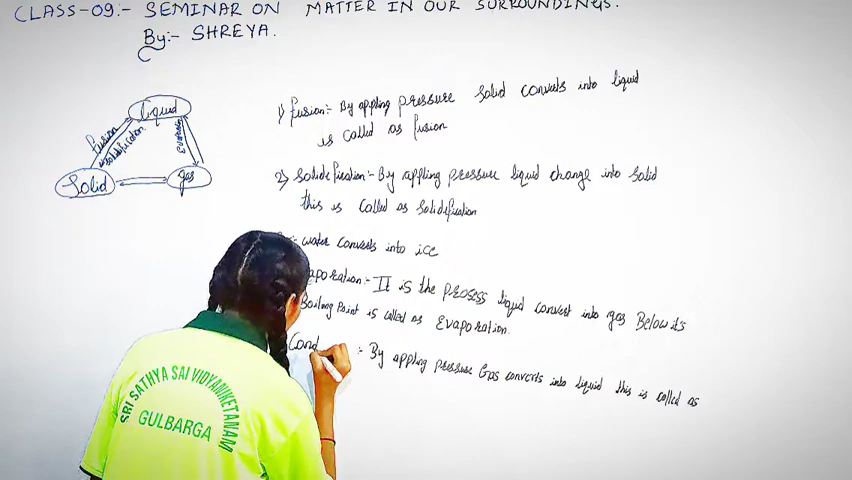 CLASS-09:- SEMINAR ON MATTER IN OUR SURROUNDINGS.
By:- SHREYA.
liquid
fusion
solidification
Solid
gas
1) fusion:- By appling pressure solid converts into liquid
is called as fusion
2) Solidefication:- By appling pressure liquid change into solid
this is called as solidefication
water converts into ice
aporation:- It is the prosess liquid convert into gas Below its
Boiling Point is called as Evaporation.
Cond :- By appling pressure Gas converts into liquid this is called as
SRI SATHYA SAI VIDYANIKETANAM
GULBARGA